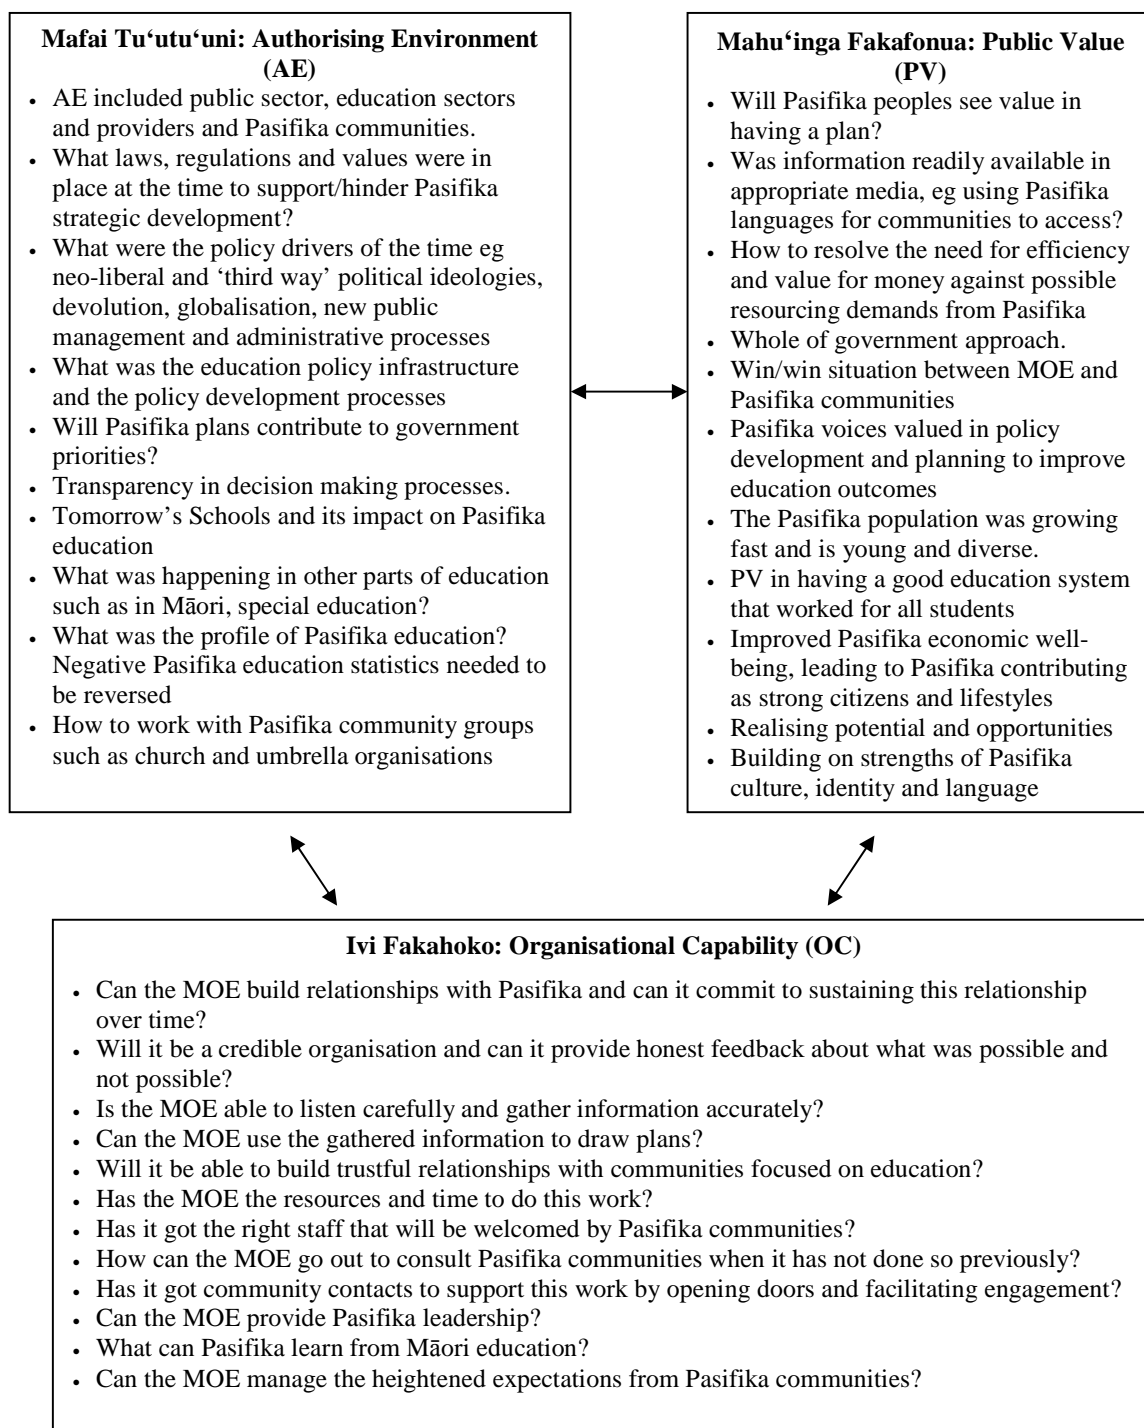 Mafai Tu‘utu‘uni: Authorising Environment
(AE)
• AE included public sector, education sectors
and providers and Pasifika communities.
• What laws, regulations and values were in
place at the time to support/hinder Pasifika
strategic development?
• What were the policy drivers of the time eg
neo-liberal and ‘third way’ political ideologies,
devolution, globalisation, new public
management and administrative processes
• What was the education policy infrastructure
and the policy development processes
• Will Pasifika plans contribute to government
priorities?
• Transparency in decision making processes.
• Tomorrow’s Schools and its impact on Pasifika
education
• What was happening in other parts of education
such as in Māori, special education?
• What was the profile of Pasifika education?
Negative Pasifika education statistics needed to
be reversed
• How to work with Pasifika community groups
such as church and umbrella organisations
Mahu‘inga Fakafonua: Public Value
(PV)
• Will Pasifika peoples see value in
having a plan?
• Was information readily available in
appropriate media, eg using Pasifika
languages for communities to access?
• How to resolve the need for efficiency
and value for money against possible
resourcing demands from Pasifika
• Whole of government approach.
• Win/win situation between MOE and
Pasifika communities
• Pasifika voices valued in policy
development and planning to improve
education outcomes
• The Pasifika population was growing
fast and is young and diverse.
• PV in having a good education system
that worked for all students
• Improved Pasifika economic well-
being, leading to Pasifika contributing
as strong citizens and lifestyles
• Realising potential and opportunities
• Building on strengths of Pasifika
culture, identity and language
Ivi Fakahoko: Organisational Capability (OC)
• Can the MOE build relationships with Pasifika and can it commit to sustaining this relationship
over time?
• Will it be a credible organisation and can it provide honest feedback about what was possible and
not possible?
• Is the MOE able to listen carefully and gather information accurately?
• Can the MOE use the gathered information to draw plans?
• Will it be able to build trustful relationships with communities focused on education?
• Has the MOE the resources and time to do this work?
• Has it got the right staff that will be welcomed by Pasifika communities?
• How can the MOE go out to consult Pasifika communities when it has not done so previously?
• Has it got community contacts to support this work by opening doors and facilitating engagement?
• Can the MOE provide Pasifika leadership?
• What can Pasifika learn from Māori education?
• Can the MOE manage the heightened expectations from Pasifika communities?